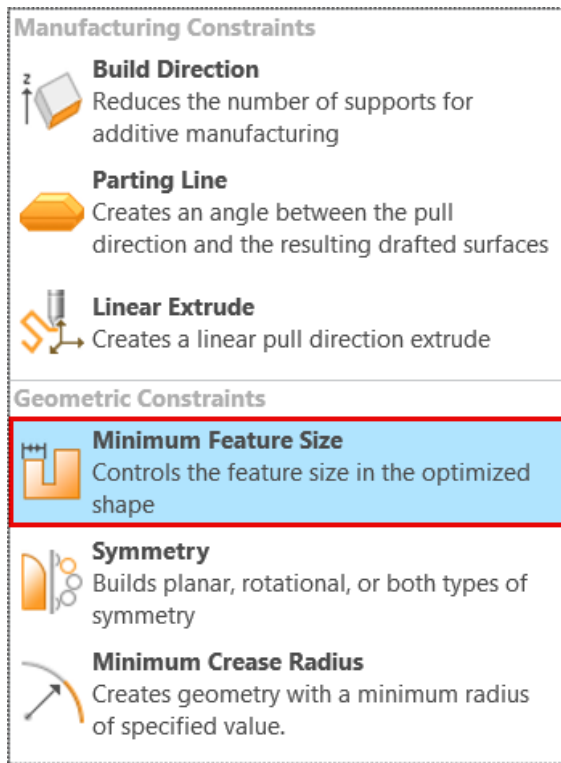 Manufacturing Constraints
z
Build Direction
Reduces the number of supports for
additive manufacturing
Parting Line
Creates an angle between the pull
direction and the resulting drafted surfaces
Linear Extrude
Creates a linear pull direction extrude
Geometric Constraints
Minimum Feature Size
Controls the feature size in the optimized
shape
Symmetry
Builds planar, rotational, or both types of
symmetry
Minimum Crease Radius
Creates geometry with a minimum radius
of specified value.